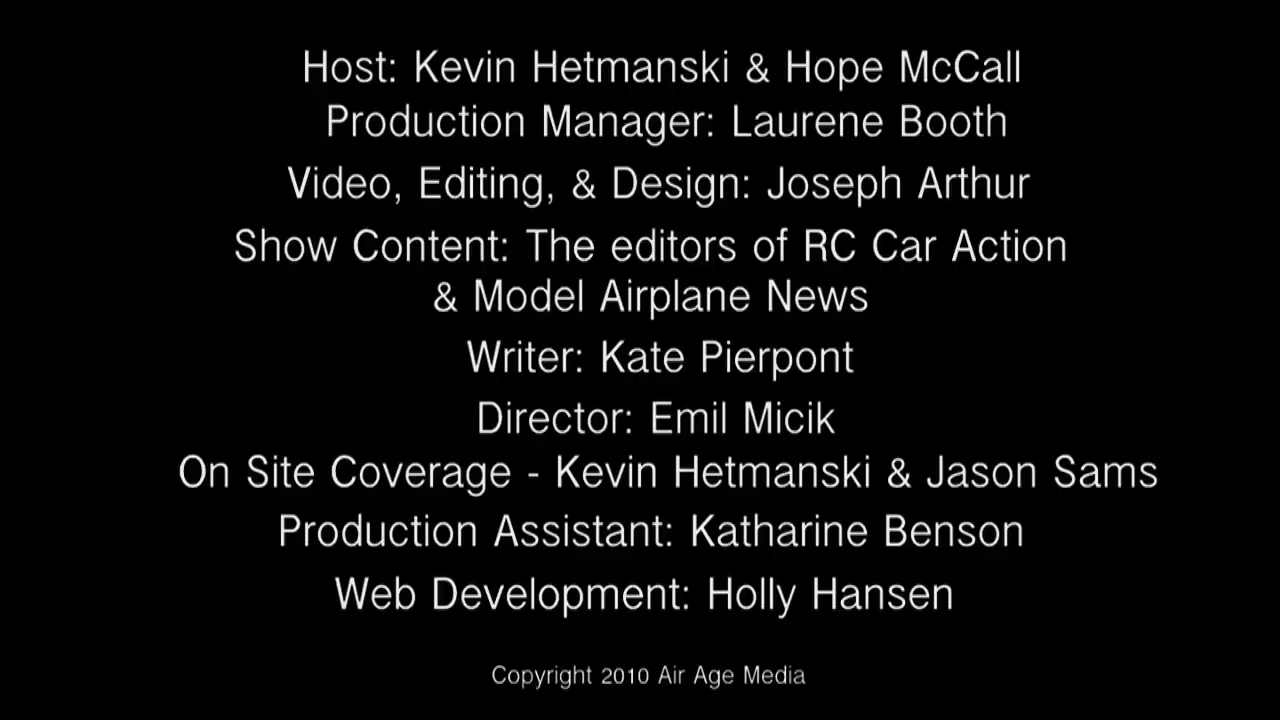 Host: Kevin Hetmanski & Hope McCall
Production Manager: Laurene Booth
Video, Editing, & Design: Joseph Arthur
Show Content: The editors of RC Car Action
& Model Airplane News
Writer: Kate Pierpont
Director: Emil Micik
On Site Coverage - Kevin Hetmanski & Jason Sams
Production Assistant: Katharine Benson
Web Development: Holly Hansen
Copyright 2010 Air Age Media